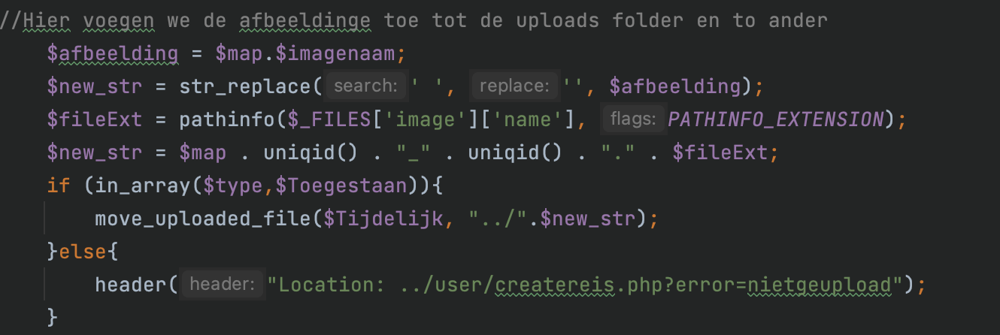 //Hier voegen we de afbeeldinge toe tot de uploads folder en to ander
$afbeelding = $map.$imagenaam;
$new_str = str_replace( search: ' ', replace: '', $afbeelding);
$fileExt = pathinfo($_FILES['image']['name'], flags: PATHINFO_EXTENSION);
$new_str = $map . uniqid() . "_" . uniqid() . "." . $fileExt;
if (in_array($type,$Toegestaan)){
move_uploaded_file($Tijdelijk, "../".$new_str);
}else{
header( header: "Location: ../user/createreis.php?error=nietgeupload");
}